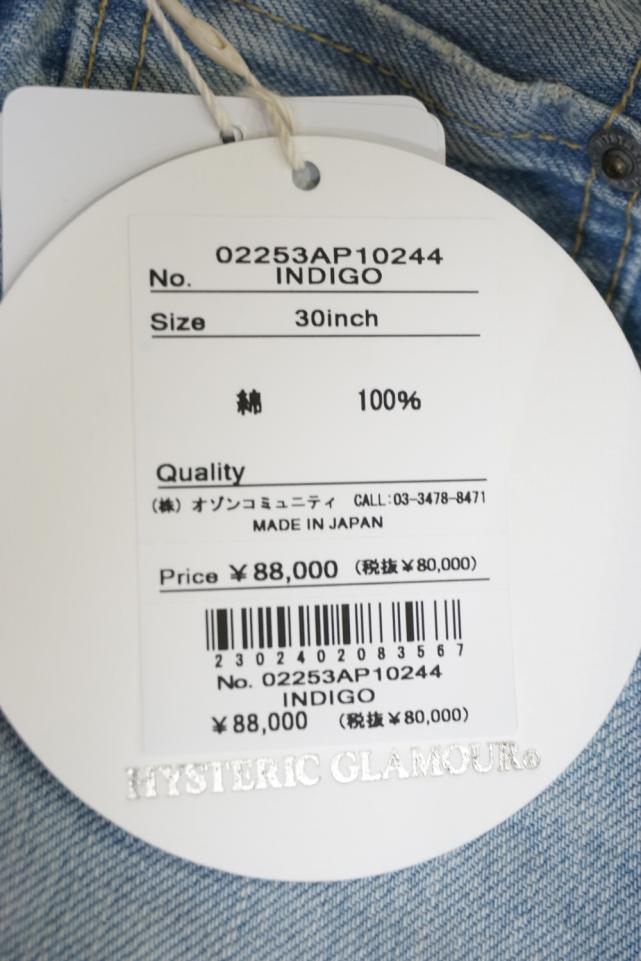 02253AP10244
No. INDIGO
Size 30inch
綿 100%
Quality
（株）オゾンコミュニティ CALL:03-3478-8471
MADE IN JAPAN
Price ￥88,000 （税抜￥80,000）
2302402083567
No. 02253AP10244
INDIGO
￥88,000 （税抜￥80,000）
HYSTERIC GLAMOUR®